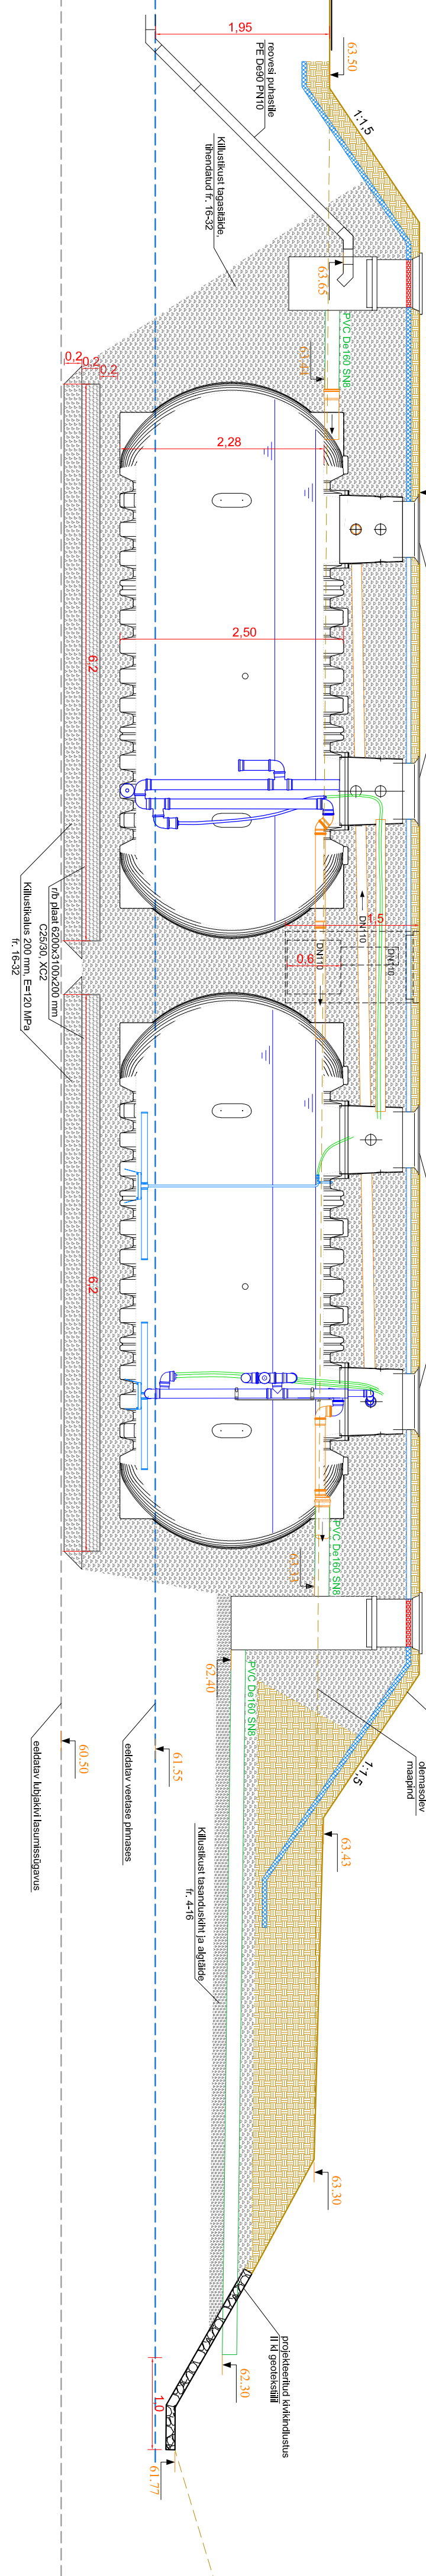 63.50
1,95
reovesi puhastile
PE De90 PN10
1:1,5
Killustikust tagasitäide,
tihendatud fr. 16-32
63.65
PVC De160 SN8
63.44
0,2
0,2
0,2
2,28
2,50
6,2
r/b plaat 6200x3100x200 mm
C25/30, XC2
Killustikalus 200 mm, E=120 MPa
fr. 16-32
1,5
0,6
DN110
DN110
DN110
6,2
PVC De160 SN8
63.33
62.40
PVC De160 SN8
olemasolev
maapind
1:1,5
63.43
61.55
eeldatav veetase pinnases
60.50
eeldatav lubjakivi lasumissügavus
Killustikust tasanduskiht ja algtäide
fr. 4-16
63.30
projekteeritud kivikindlustus
II kl geotekstiilil
62.30
1,0
61.77